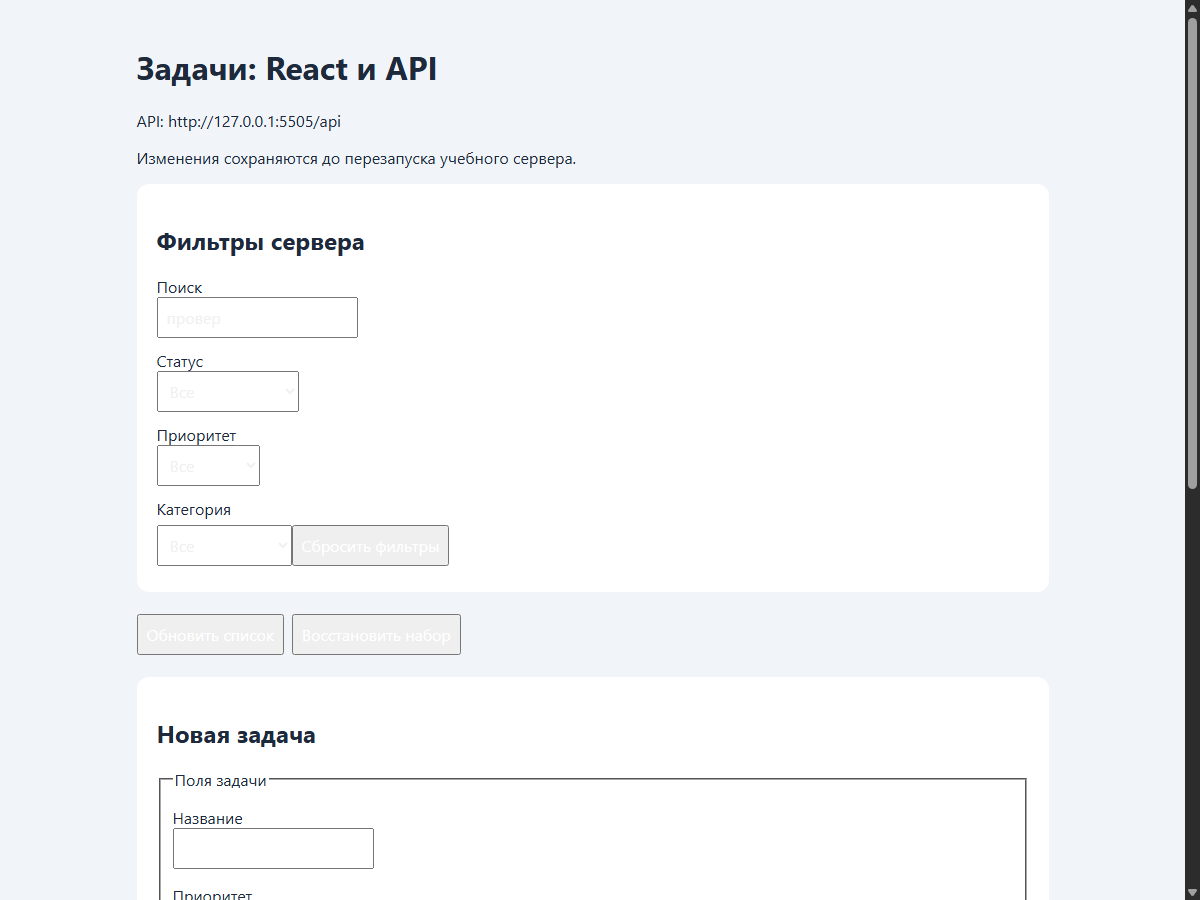 Задачи: React и API
API: http://127.0.0.1:5505/api
Изменения сохраняются до перезапуска учебного сервера.
Фильтры сервера
Поиск
провер
Статус
Все
Приоритет
Все
Категория
Все Сбросить фильтры
Обновить список Восстановить набор
Новая задача
Поля задачи
Название
Приоритет